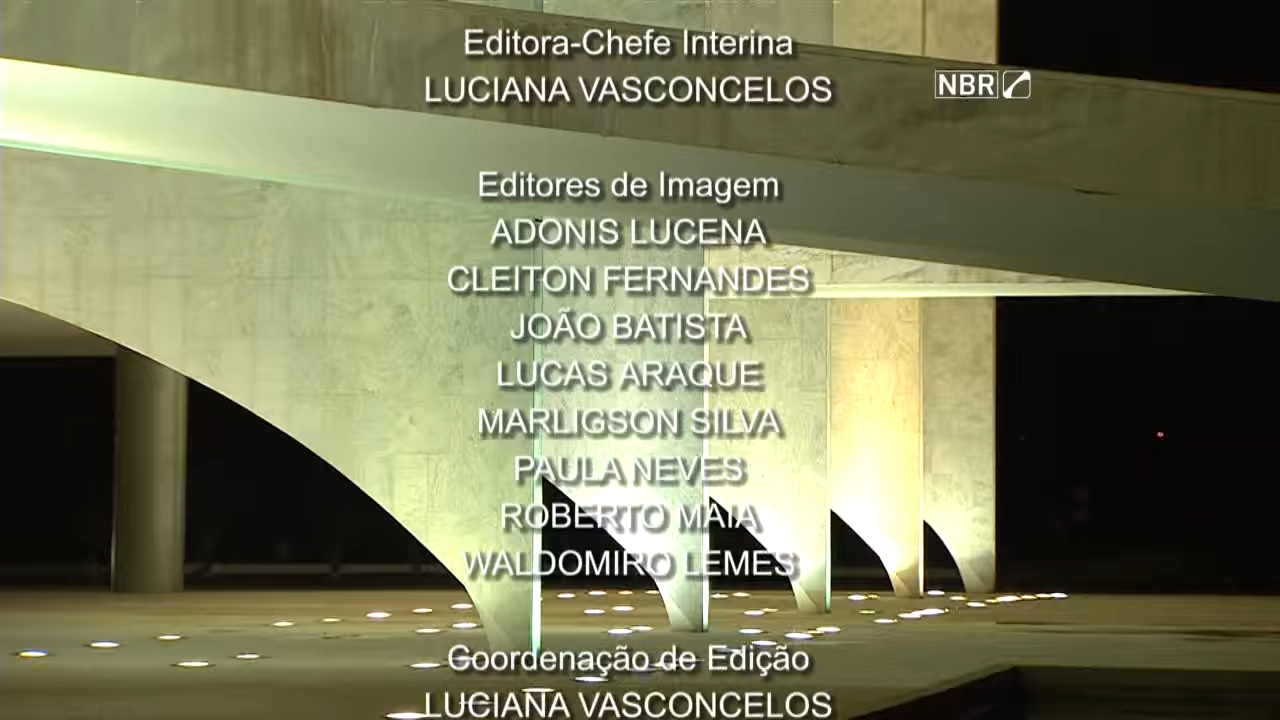 Editora-Chefe Interina
LUCIANA VASCONCELOS
NBR
Editores de Imagem
ADONIS LUCENA
CLEITON FERNANDES
JOÃO BATISTA
LUCAS ARAQUE
MARLIGSON SILVA
PAULA NEVES
ROBERTO MAIA
WALDOMIRO LEMES
Coordenação de Edição
LUCIANA VASCONCELOS